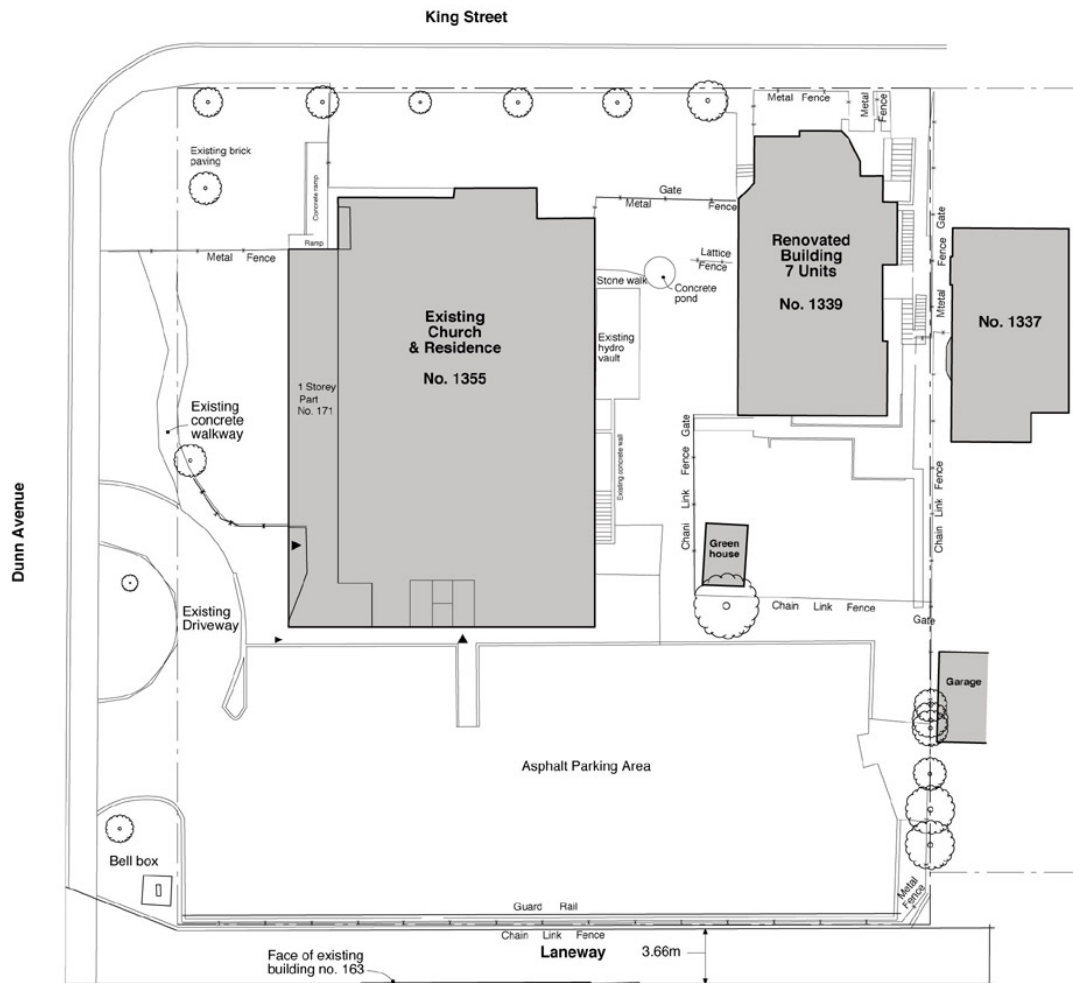 King Street
Metal Fence
Metal
Fence
Existing brick
paving
Concrete ramp
Ramp
Gate
Metal Fence
Metal Fence
Lattice
Fence
Stone walk
Concrete
pond
Renovated
Building
7 Units
No. 1339
Gate
Mtetal Fence
No. 1337
Existing
Church
& Residence
No. 1355
Existing
hydro
vault
1 Storey
Part
No. 171
Existing
concrete
walkway
Existing concrete wall
Chani Link Fence Gate
Chain Link Fence
Dunn Avenue
Green
house
Existing
Driveway
Chain Link Fence
Gate
Garage
Asphalt Parking Area
Bell box
Metal
Fence
Guard Rail
Chain Link Fence
Laneway
3.66m
Face of existing
building no. 163